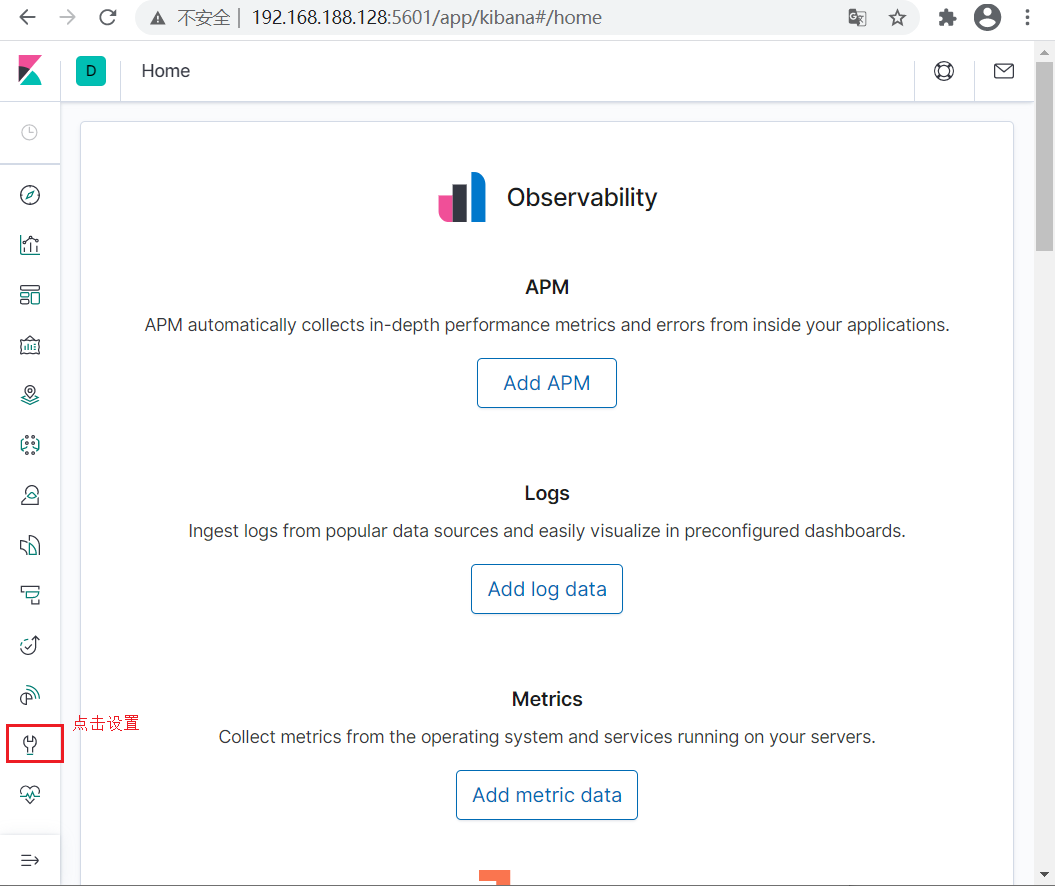 不安全 | 192.168.188.128:5601/app/kibana#/home
D
Home
Observability
APM
APM automatically collects in-depth performance metrics and errors from inside your applications.
Add APM
Logs
Ingest logs from popular data sources and easily visualize in preconfigured dashboards.
Add log data
Metrics
点击设置
Collect metrics from the operating system and services running on your servers.
Add metric data